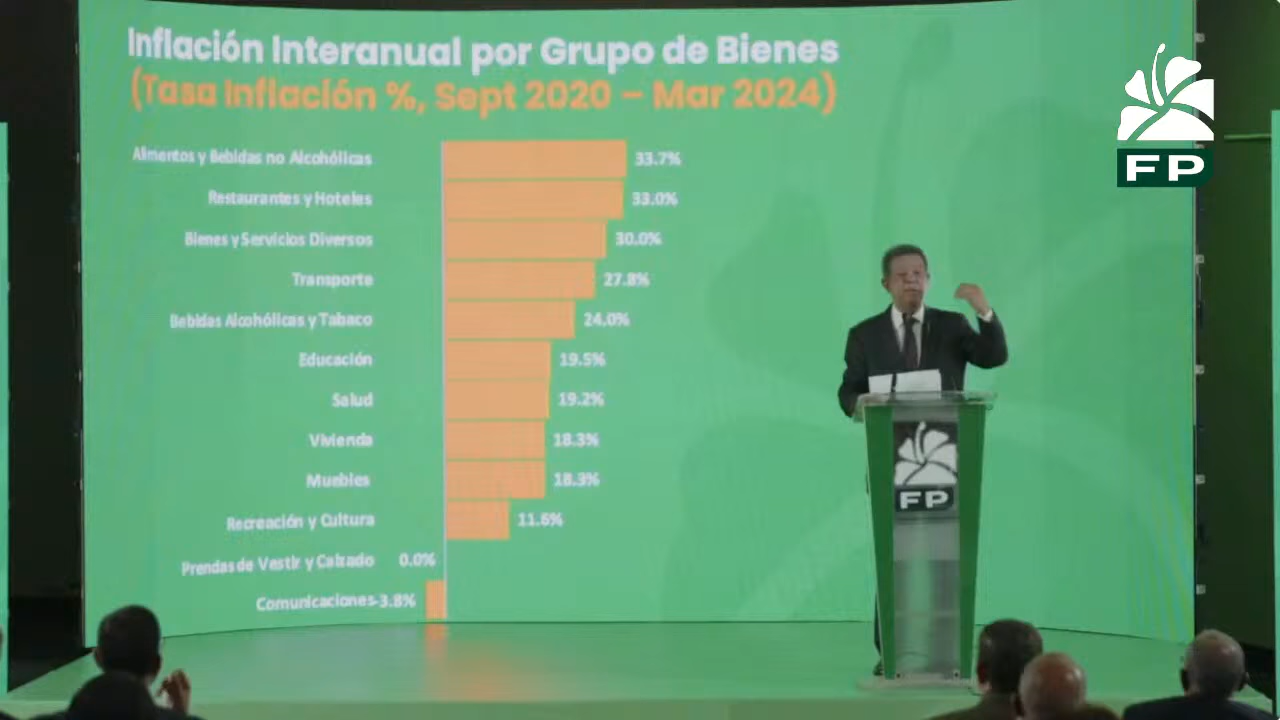 Inflación Interanual por Grupo de Bienes
(Tasa Inflación %, Sept 2020 – Mar 2024)
Alimentos y Bebidas no Alcohólicas 33.7%
Restaurantes y Hoteles 33.0%
Bienes y Servicios Diversos 30.0%
Transporte 27.8%
Bebidas Alcohólicas y Tabaco 24.0%
Educación 19.5%
Salud 19.2%
Vivienda 18.3%
Muebles 18.3%
Recreación y Cultura 11.6%
Prendas de Vestir y Calzado 0.0%
Comunicaciones -3.8%
FP
FP